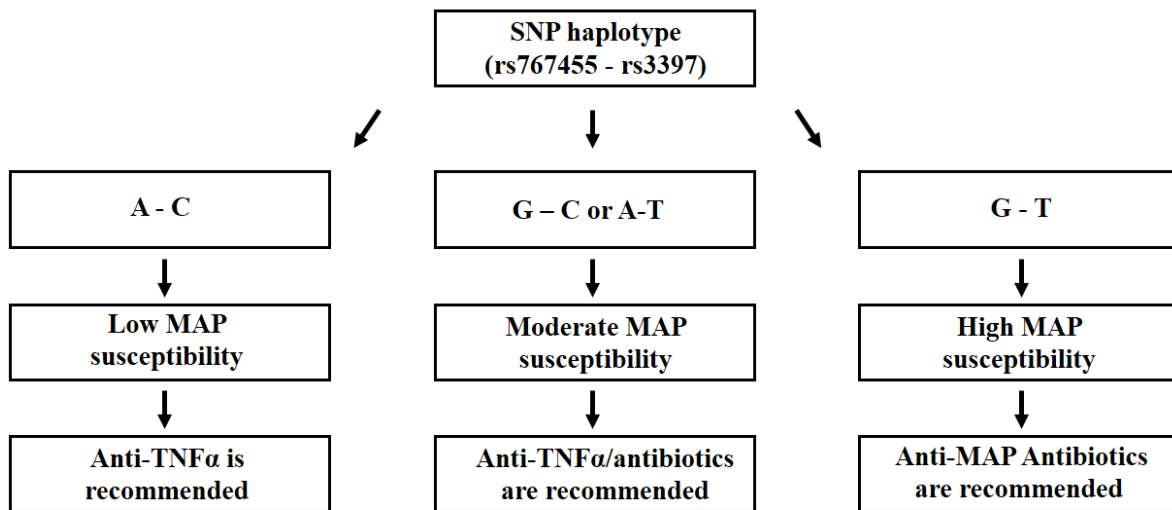 SNP haplotype
(rs767455 - rs3397)
A - C
G – C or A-T
G - T
Low MAP
susceptibility
Moderate MAP
susceptibility
High MAP
susceptibility
Anti-TNFα is
recommended
Anti-TNFα/antibiotics
are recommended
Anti-MAP Antibiotics
are recommended